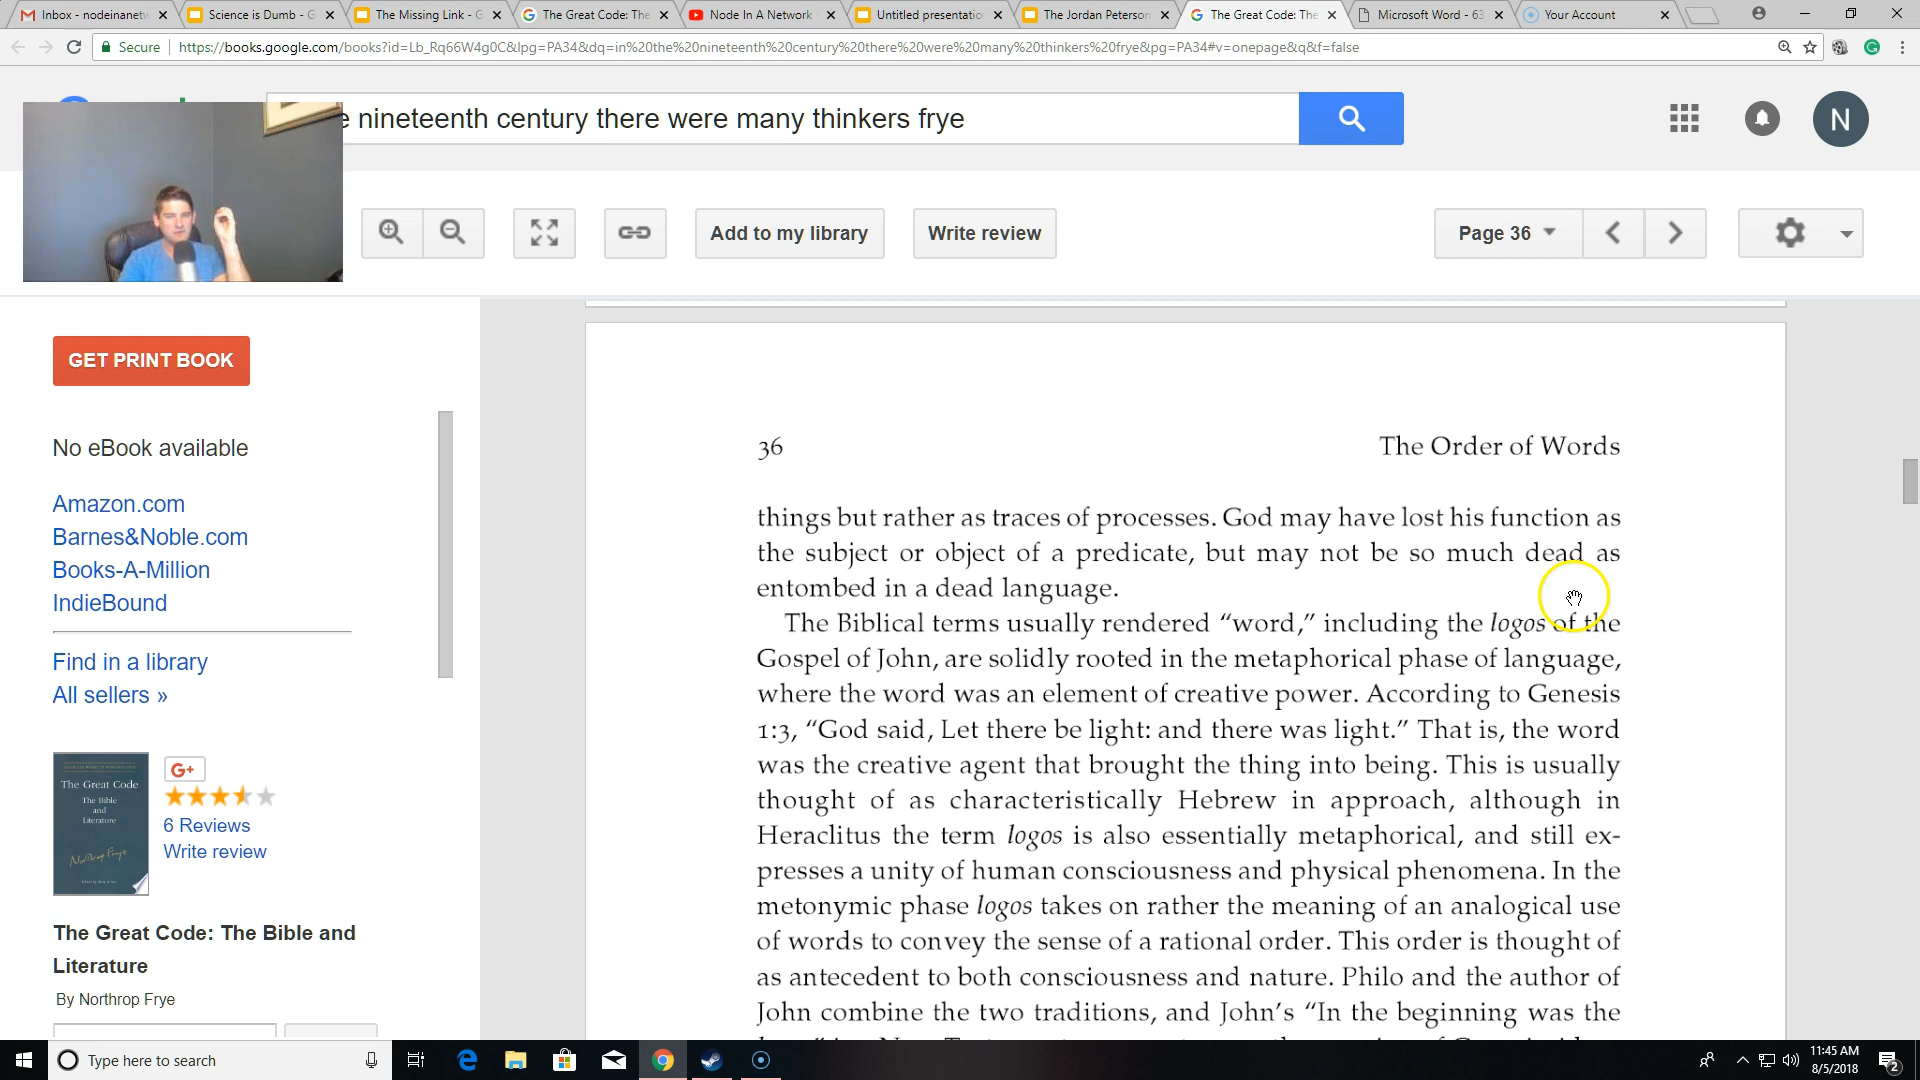 Inbox - nodeinanetw
Science is Dumb - G
The Missing Link - G
The Great Code: The
Node In A Network
Untitled presentatio
The Jordan Peterson
The Great Code: The
Microsoft Word - 63
Your Account
Secure
https://books.google.com/books?id=Lb_Rq66W4g0C&lpg=PA34&dq=in%20the%20nineteenth%20century%20there%20were%20many%20thinkers%20frye&pg=PA34#v=onepage&q&f=false
e nineteenth century there were many thinkers frye
N
Add to my library
Write review
Page 36
GET PRINT BOOK
No eBook available
Amazon.com
Barnes&Noble.com
Books-A-Million
IndieBound
Find in a library
All sellers »
The Great Code
The Bible
and
Literature
G+
6 Reviews
Write review
The Great Code: The Bible and
Literature
By Northrop Frye
36
The Order of Words
things but rather as traces of processes. God may have lost his function as
the subject or object of a predicate, but may not be so much dead as
entombed in a dead language.
The Biblical terms usually rendered “word,” including the logos of the
Gospel of John, are solidly rooted in the metaphorical phase of language,
where the word was an element of creative power. According to Genesis
1:3, “God said, Let there be light: and there was light.” That is, the word
was the creative agent that brought the thing into being. This is usually
thought of as characteristically Hebrew in approach, although in
Heraclitus the term logos is also essentially metaphorical, and still ex-
presses a unity of human consciousness and physical phenomena. In the
metonymic phase logos takes on rather the meaning of an analogical use
of words to convey the sense of a rational order. This order is thought of
as antecedent to both consciousness and nature. Philo and the author of
John combine the two traditions, and John’s “In the beginning was the
Type here to search
11:45 AM
8/5/2018
2